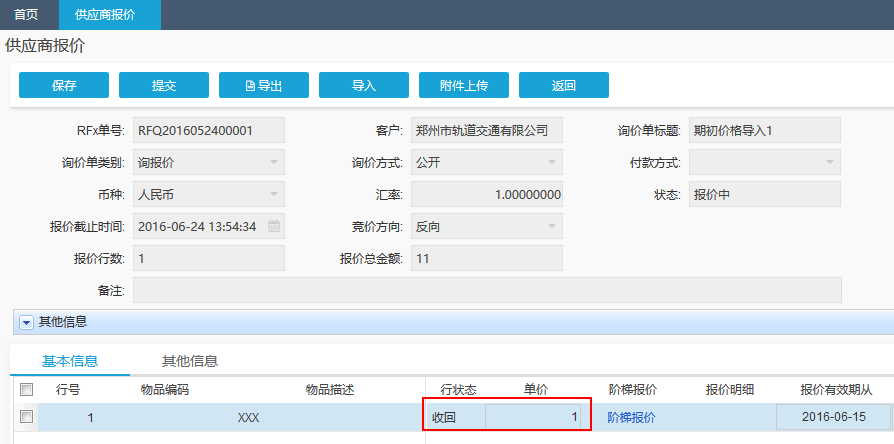 首页 供应商报价
供应商报价
保存 提交 导出 导入 附件上传 返回
RFx单号: RFQ2016052400001 客户: 郑州市轨道交通有限公司 询价单标题: 期初价格导入1
询价单类别: 询报价 询价方式: 公开 付款方式:
币种: 人民币 汇率: 1.00000000 状态: 报价中
报价截止时间: 2016-06-24 13:54:34 竞价方向: 反向
报价行数: 1 报价总金额: 11
备注:
其他信息
基本信息 其他信息
行号 物品编码 物品描述 行状态 单价 阶梯报价 报价明细 报价有效期从
1 XXX 收回 1 阶梯报价 2016-06-15